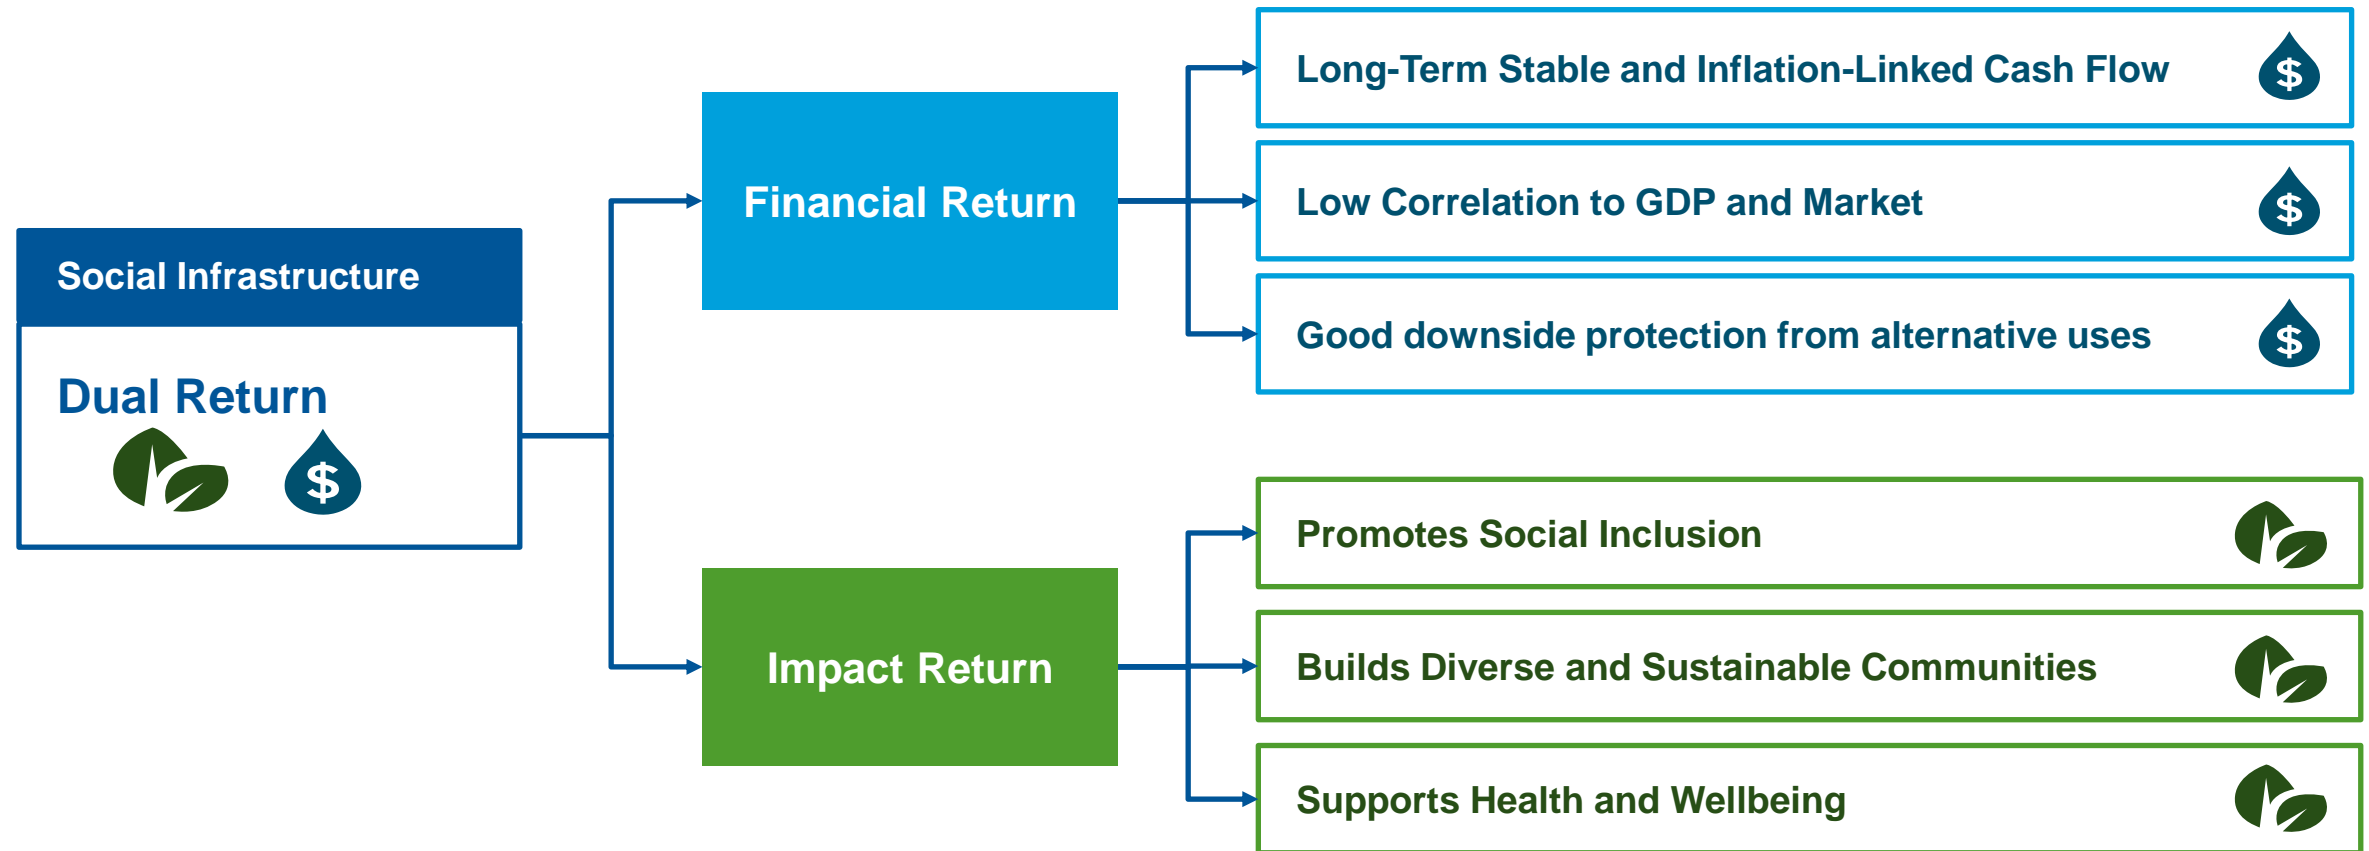 Social Infrastructure
Dual Return
$
Financial Return
Long-Term Stable and Inflation-Linked Cash Flow
$
Low Correlation to GDP and Market
$
Good downside protection from alternative uses
$
Impact Return
Promotes Social Inclusion
Builds Diverse and Sustainable Communities
Supports Health and Wellbeing